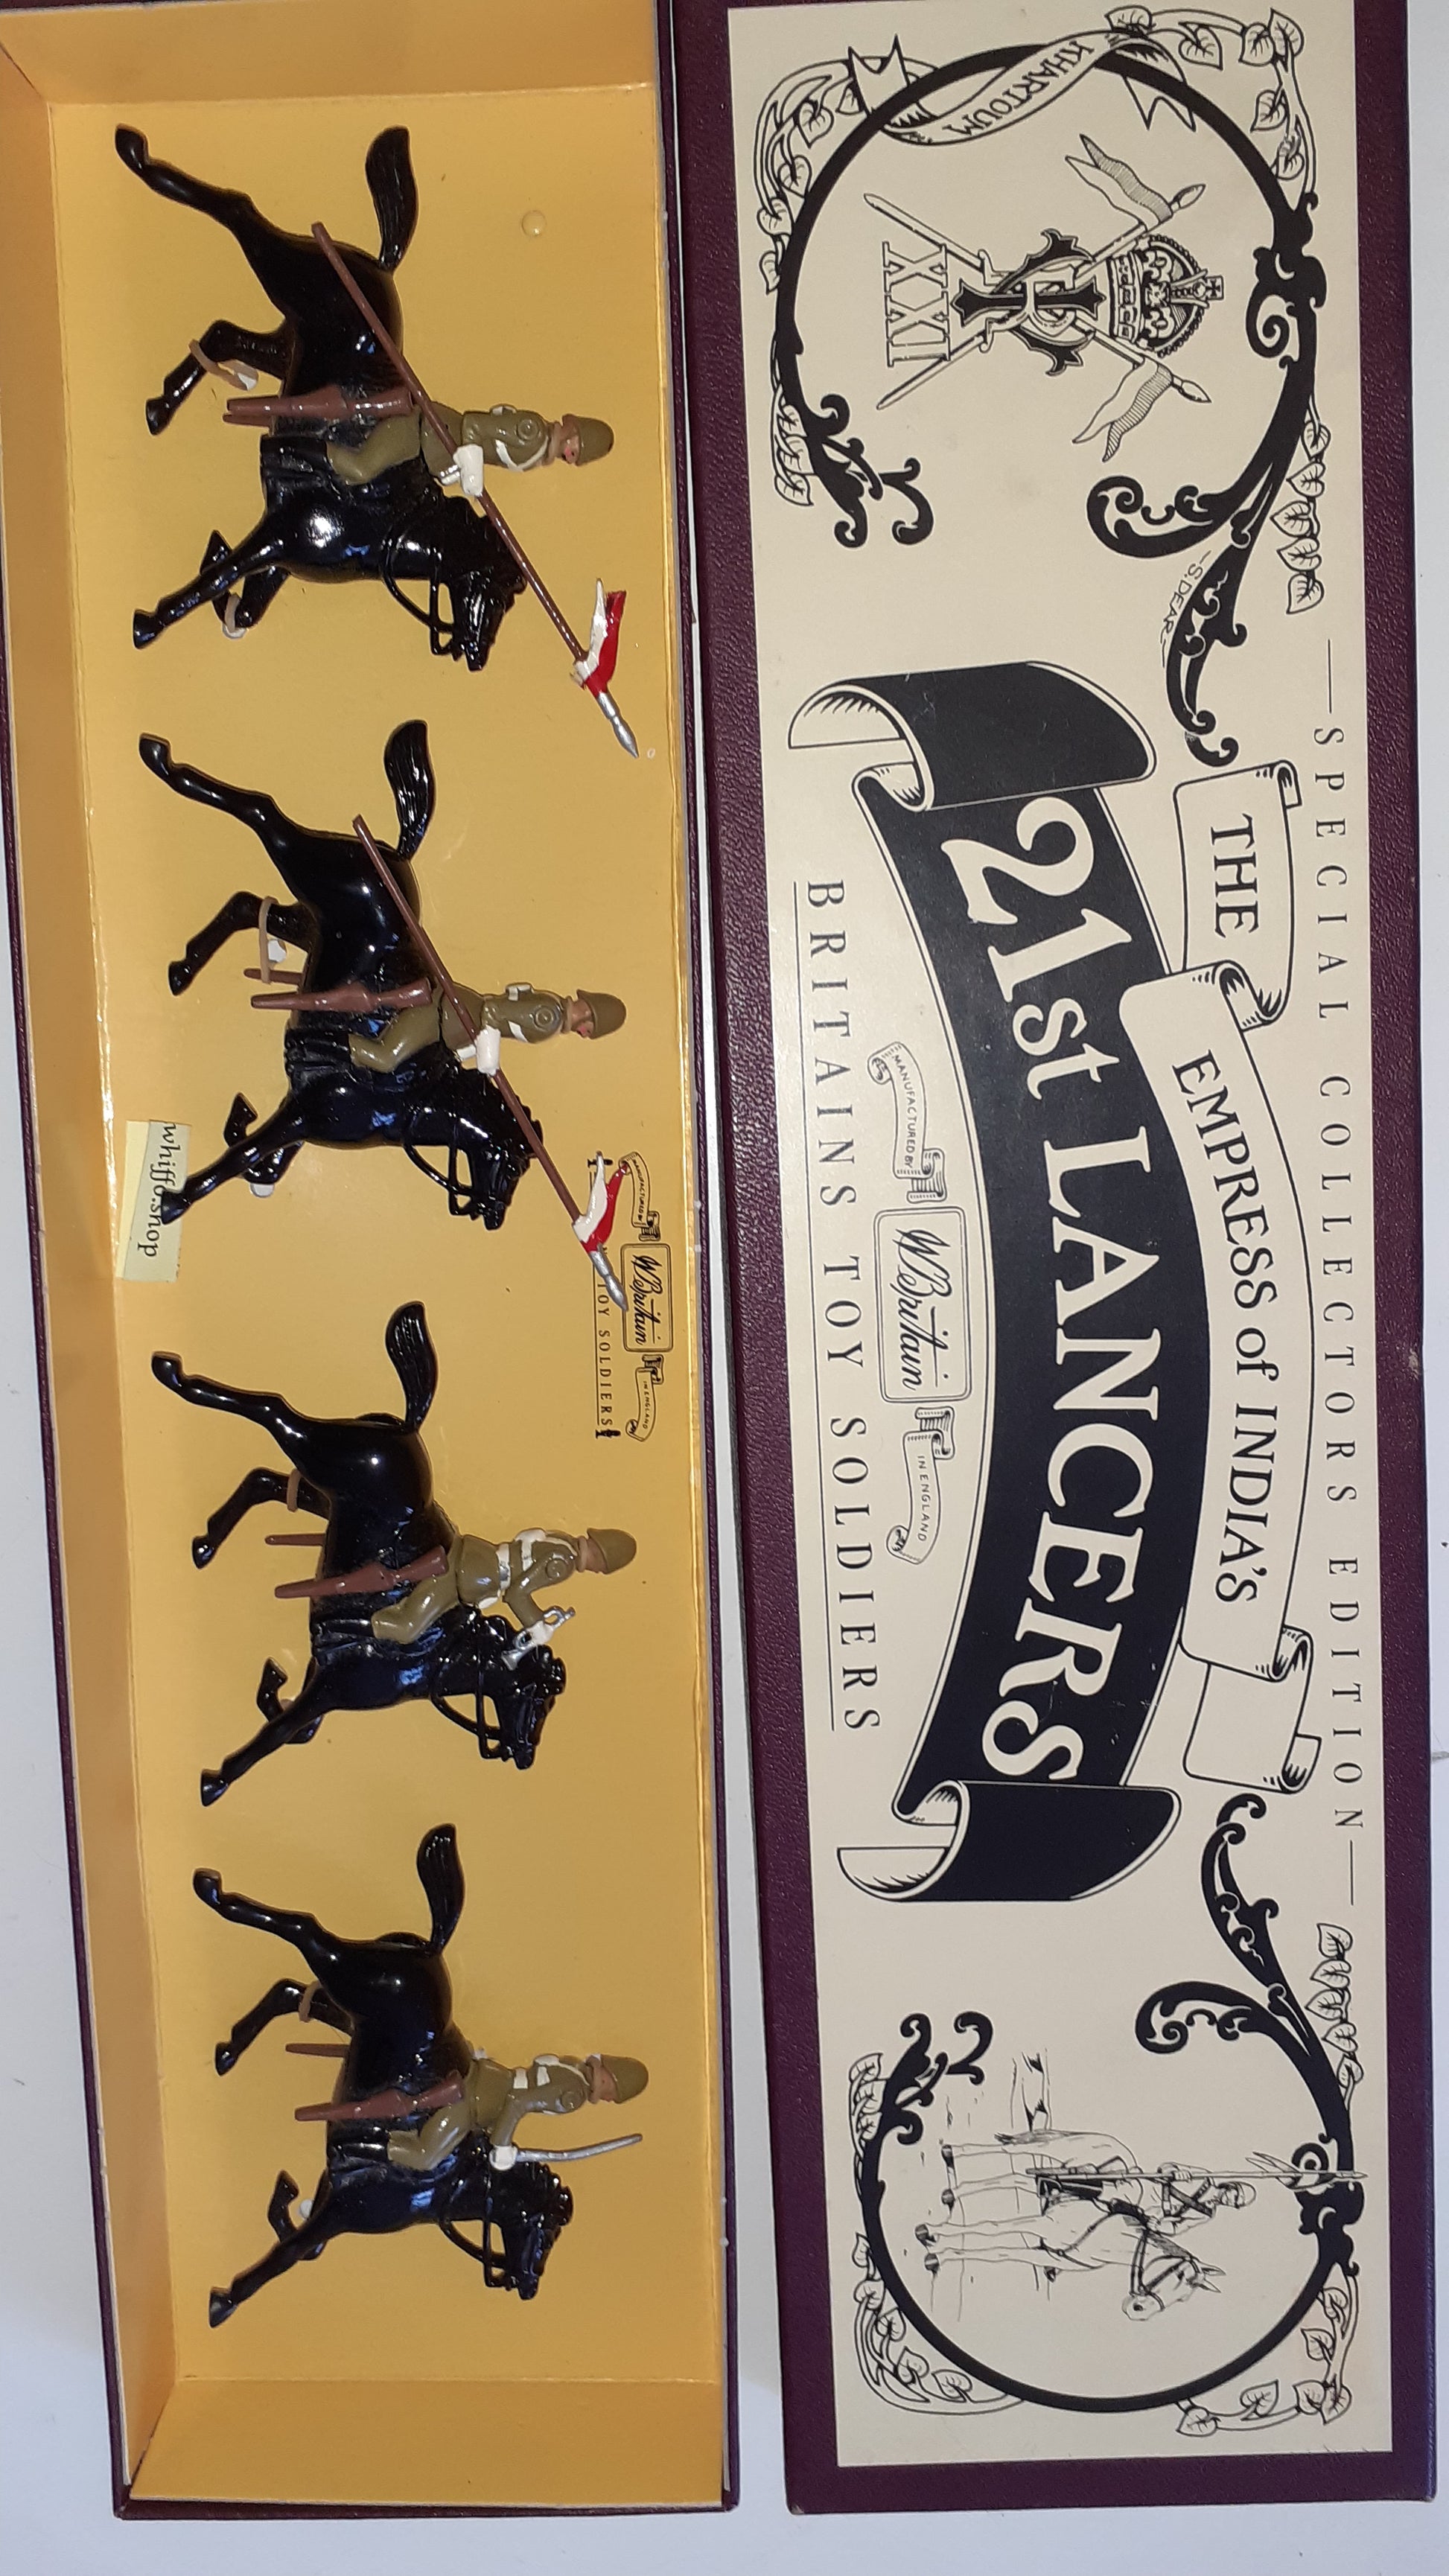 SPECIAL COLLECTORS EDITION
THE
EMPRESS of INDIA'S
21st LANCERS
MANUFACTURED BY
W.Britain
IN ENGLAND
BRITAINS TOY SOLDIERS
KHARTOUM
XXI
S.DEAR
MANUFACTURED BY
W.Britain
IN ENGLAND
TOY SOLDIERS
whiffo.shop